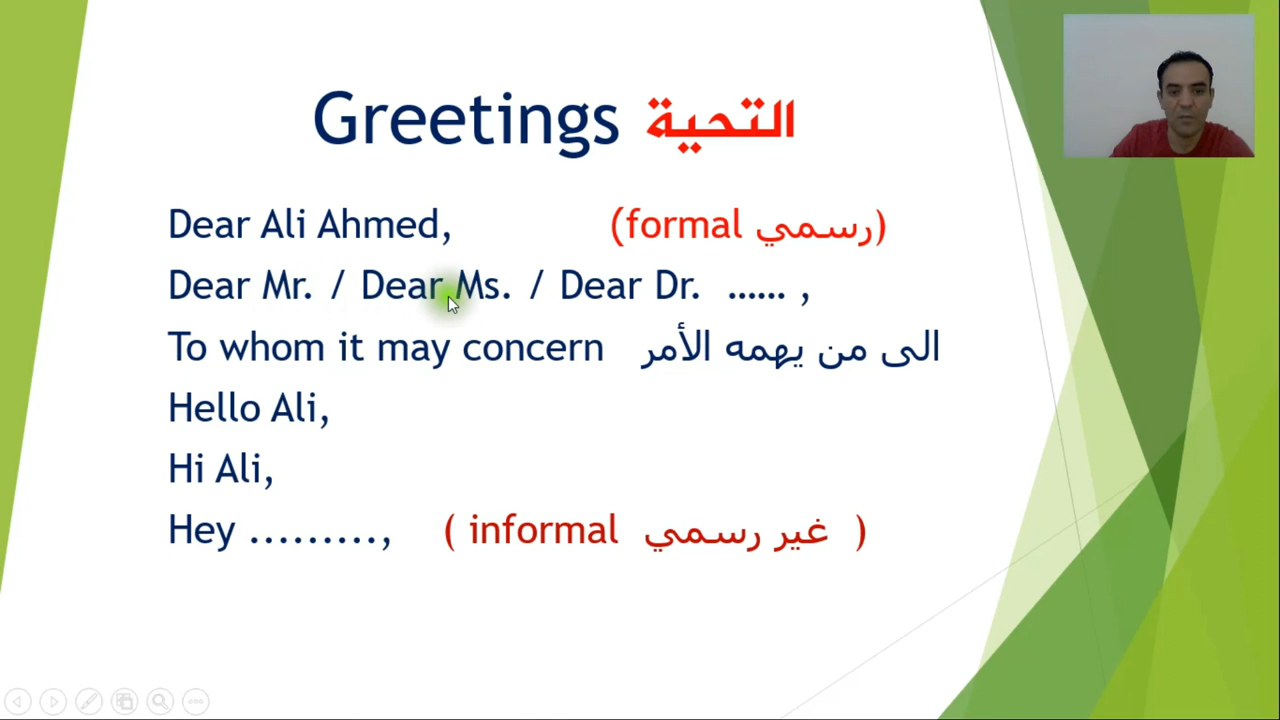 Greetings التحية
Dear Ali Ahmed, (formal رسمي)
Dear Mr. / Dear Ms. / Dear Dr. ...... ,
To whom it may concern الى من يهمه الأمر
Hello Ali,
Hi Ali,
Hey ........., ( informal غير رسمي )